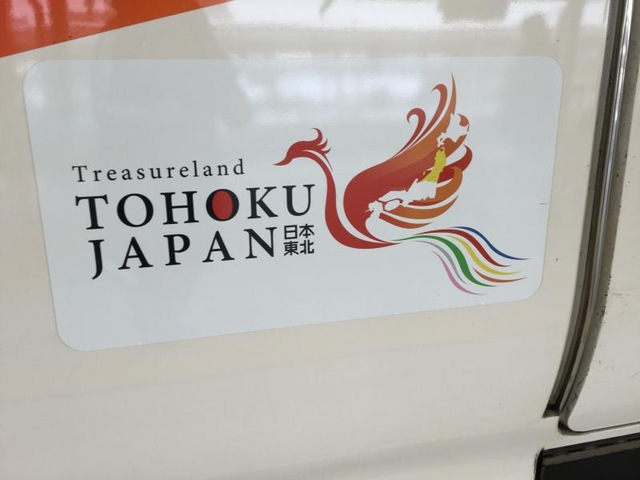 Treasureland
TOHOKU
JAPAN 日本
東北